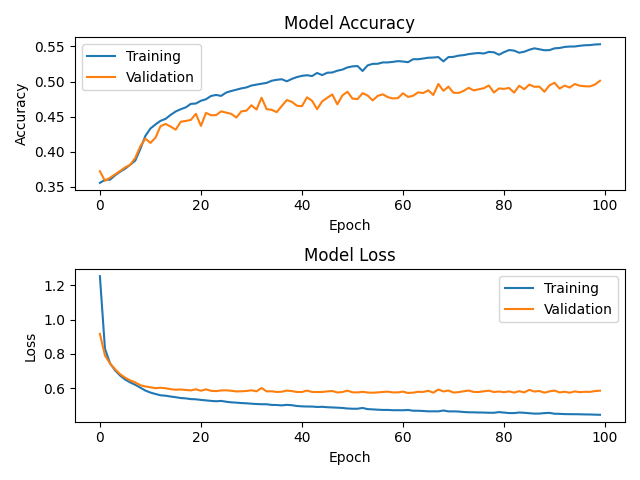 Model Accuracy
Training
Validation
Accuracy
0.55
0.50
0.45
0.40
0.35
0 20 40 60 80 100
Epoch
Model Loss
Training
Validation
Loss
1.2
1.0
0.8
0.6
0 20 40 60 80 100
Epoch